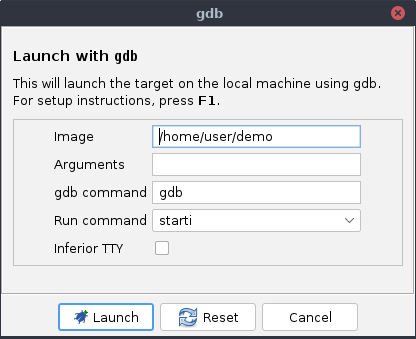 gdb
Launch with gdb
This will launch the target on the local machine using gdb.
For setup instructions, press F1.
Image /home/user/demo
Arguments
gdb command gdb
Run command starti
Inferior TTY
Launch Reset Cancel